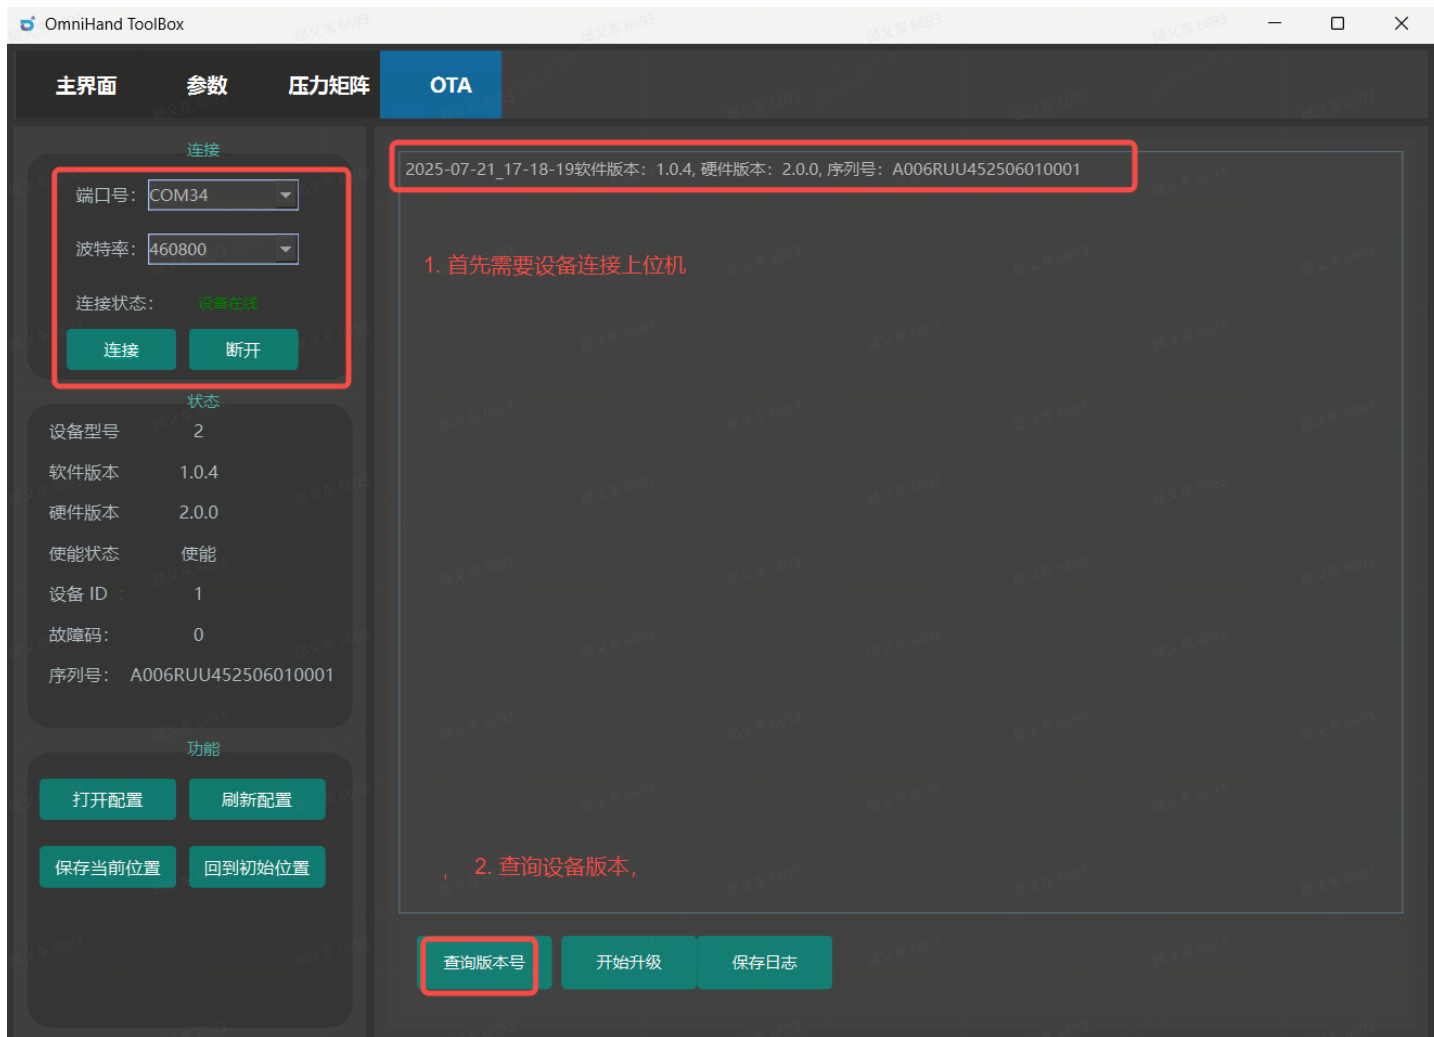 OmniHand ToolBox
主界面 参数 压力矩阵 OTA
连接
端口号： COM34
波特率： 460800
连接状态： 设备在线
连接 断开
状态
设备型号 2
软件版本 1.0.4
硬件版本 2.0.0
使能状态 使能
设备 ID : 1
故障码： 0
序列号： A006RUU452506010001
功能
打开配置 刷新配置
保存当前位置 回到初始位置
2025-07-21_17-18-19软件版本：1.0.4, 硬件版本：2.0.0, 序列号：A006RUU452506010001
1. 首先需要设备连接上位机
2. 查询设备版本，
查询版本号 开始升级 保存日志
邱义东 6693